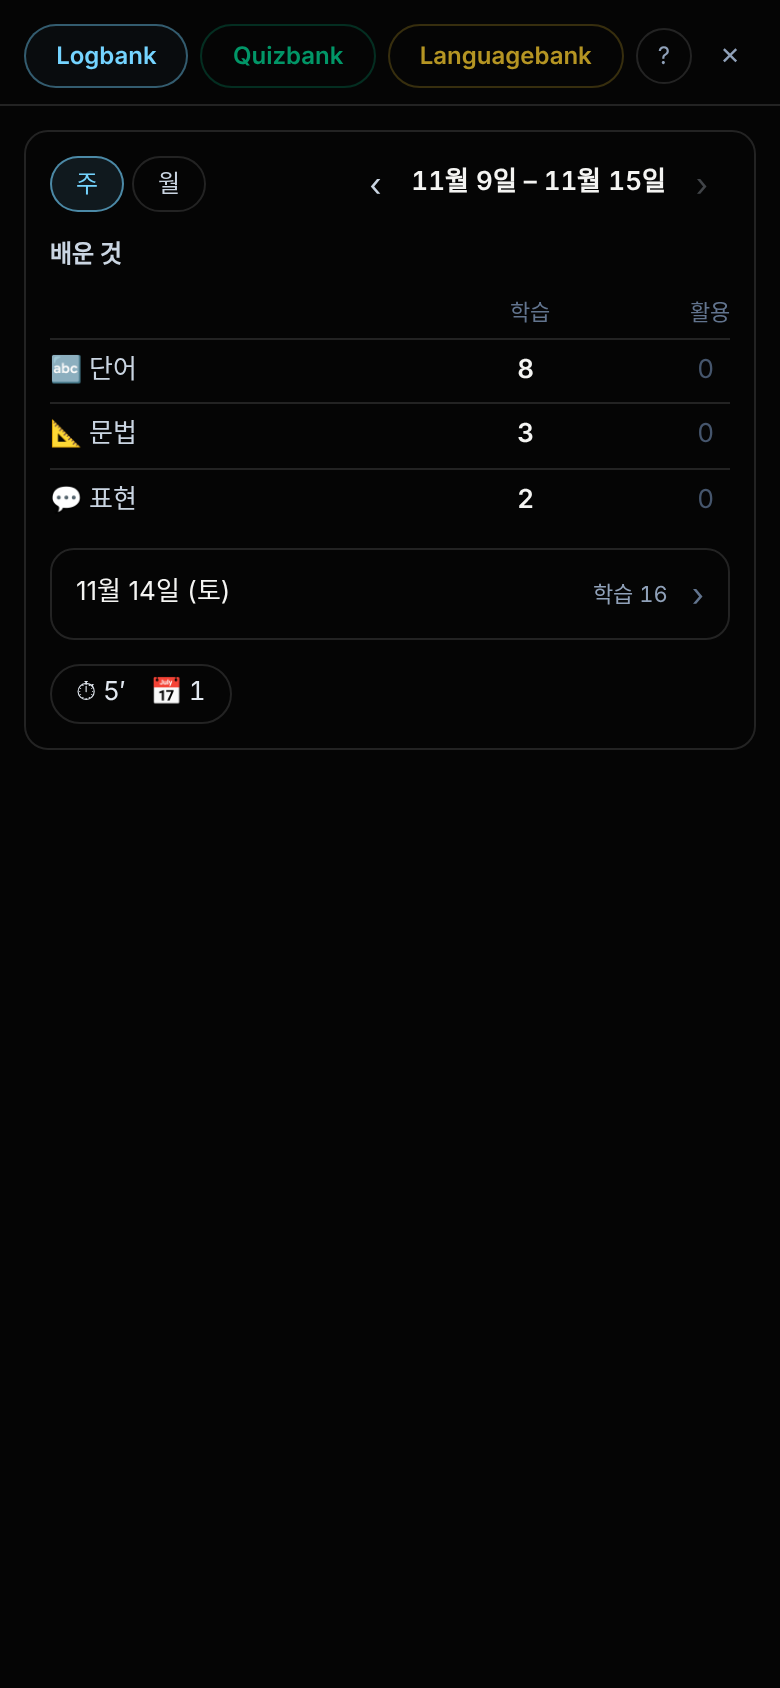 Logbank Quizbank Languagebank ? ×
주 월 ‹ 11월 9일 – 11월 15일 ›
배운 것
학습 활용
🔤 단어 8 0
📐 문법 3 0
💬 표현 2 0
11월 14일 (토) 학습 16 ›
⏱ 5′ 📅 1